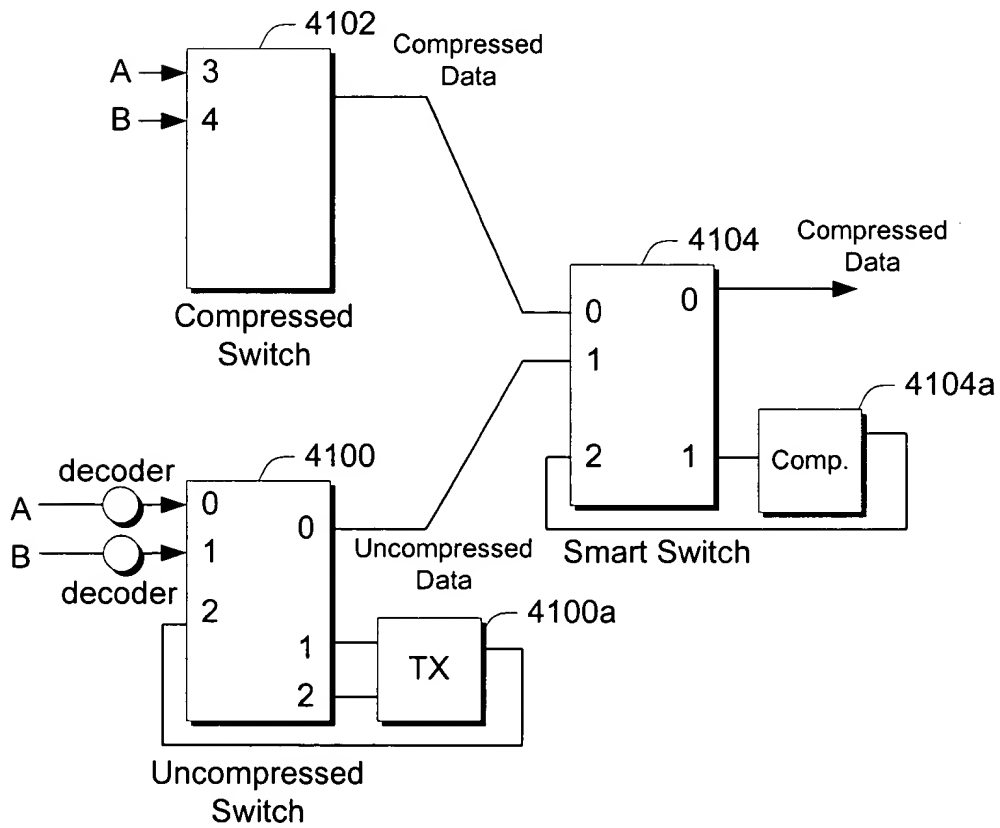 4102
Compressed
Data
A
3
B
4
Compressed
Switch
4104
Compressed
Data
0
0
1
2
1
Comp.
4104a
Smart Switch
4100
decoder
A
0
0
B
1
decoder
2
Uncompressed
Data
1
2
TX
4100a
Uncompressed
Switch